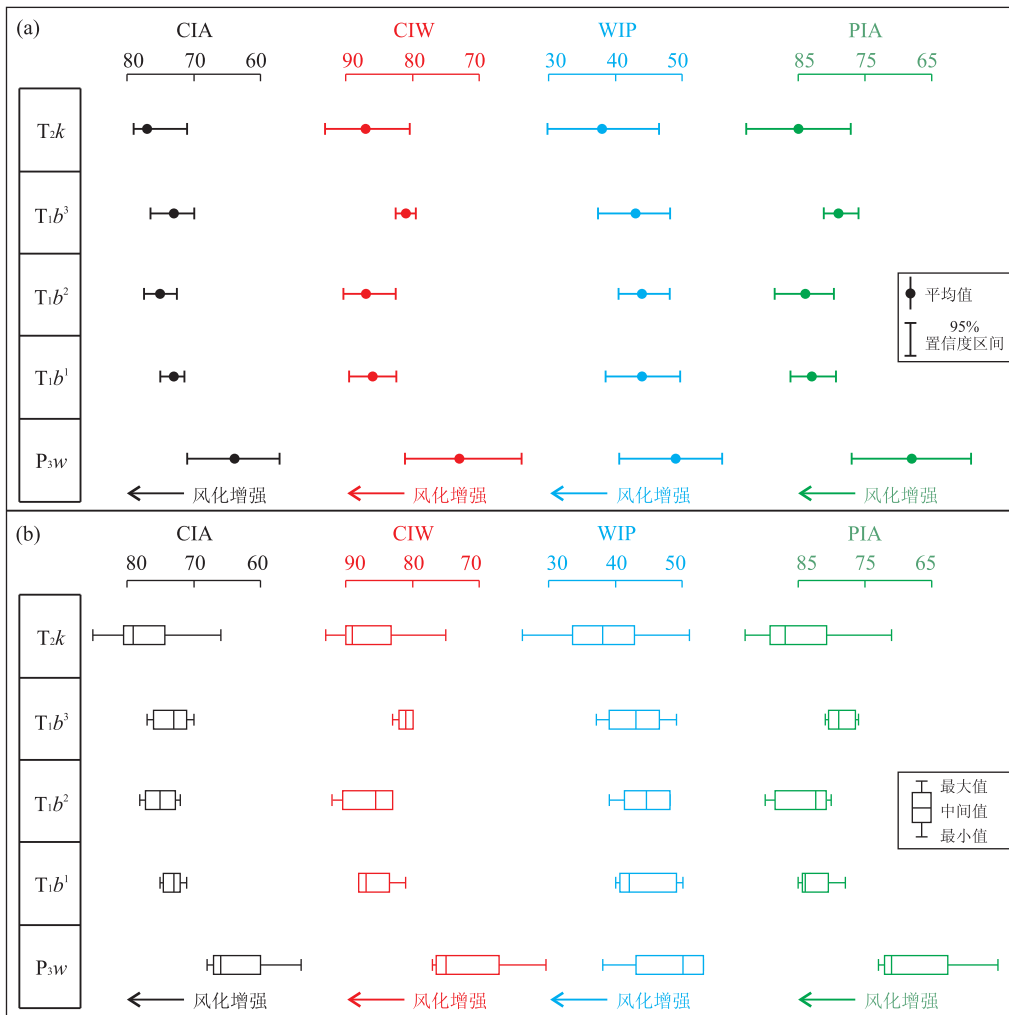 (a)
CIA CIW WIP PIA
80 70 60 90 80 70 30 40 50 85 75 65
T₂k
T₁b³
T₁b²
T₁b¹
P₃w
平均值
95%
置信度区间
风化增强 风化增强 风化增强 风化增强
(b)
CIA CIW WIP PIA
80 70 60 90 80 70 30 40 50 85 75 65
T₂k
T₁b³
T₁b²
T₁b¹
P₃w
最大值
中间值
最小值
风化增强 风化增强 风化增强 风化增强